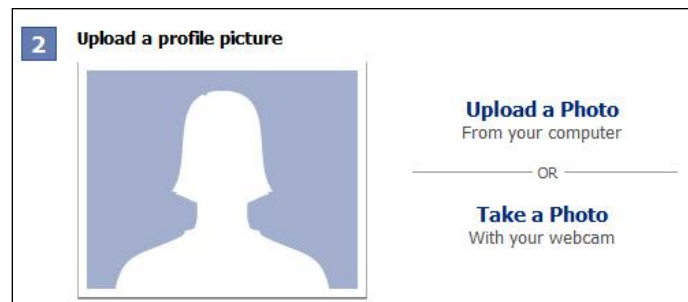 2 Upload a profile picture
Upload a Photo
From your computer
OR
Take a Photo
With your webcam